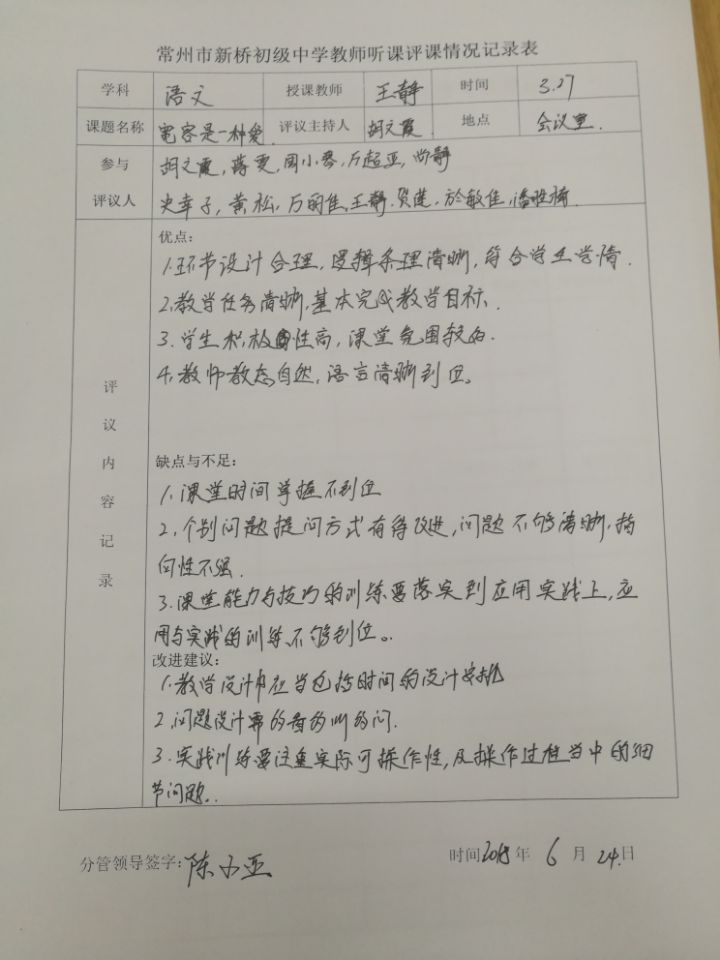 常州市新桥初级中学教师听课评课情况记录表
学科 语文 授课教师 王静 时间 3.27
课题名称 宽容是一种爱 评议主持人 胡文霞 地点 会议室.
参与 胡文霞, 蒋雯, 周小琴, 万超亚, 尚静
评议人 史幸子, 黄松, 万明佳, 王静, 贺莲, 於敏佳,
评议内容记录
优点:
1.环节设计合理, 逻辑条理清晰, 符合学生学情.
2.教学任务清晰,基本完成教学目标.
3.学生积极性高, 课堂氛围较好.
4.教师教态自然, 语言清晰到位。
缺点与不足:
1.课堂时间掌握不到位
2.个别问题提问方式有待改进,问题不够清晰,指
向性不强.
3.课堂能力与技巧的训练要落实到应用实践上,应
用与实践的训练不够到位。
改进建议:
1.教学设计中应当包括时间的设计安排
2.问题设计
3.实践训练要注重实际可操作性,及操作过程当中的细
节问题.
分管领导签字: 陈小亚 时间 2018年 6月 24日